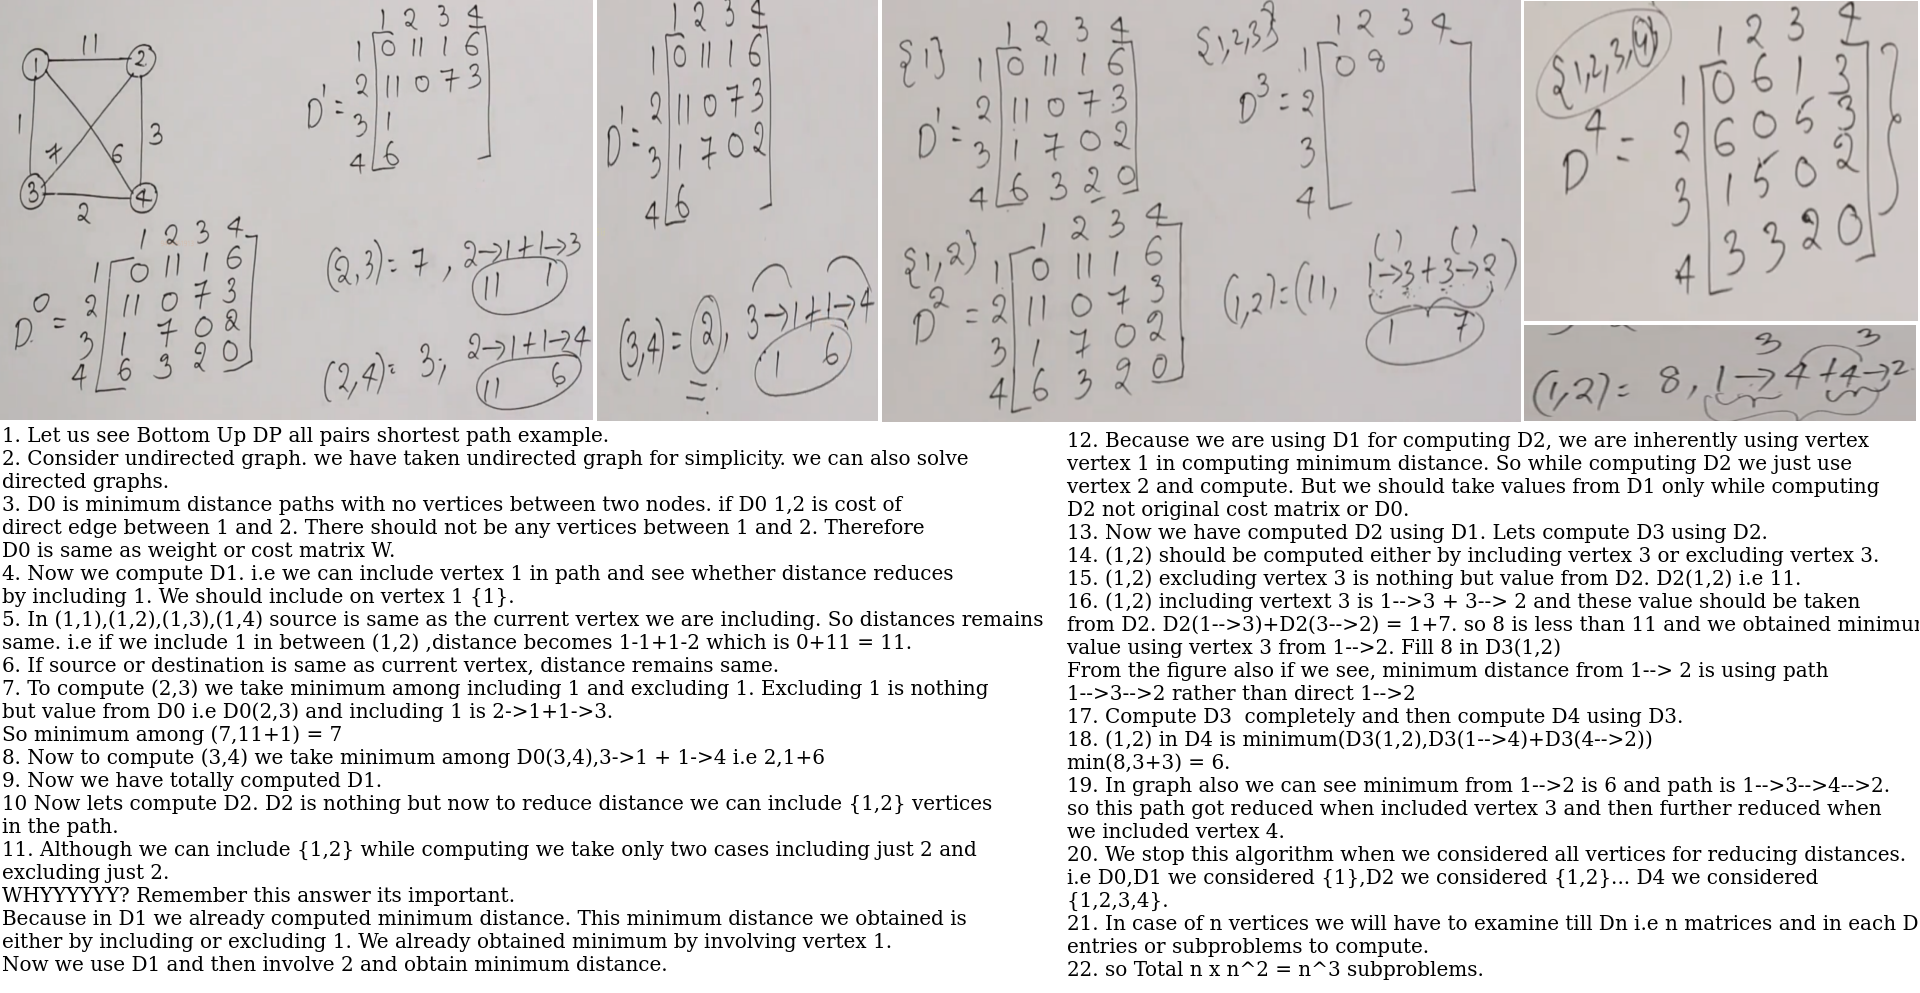 11
1 2
1 7 6 3
3 4
2
1 2 3 4
D⁰ = 1 0 11 1 6
2 11 0 7 3
3 1 7 0 2
4 6 3 2 0
1 2 3 4
D¹ = 1 0 11 1 6
2 11 0 7 3
3 1
4 6
(2,3) = 7 , 2→1+1→3
11 1
(2,4) = 3; 2→1+1→4
11 6
1 2 3 4
D¹ = 1 0 11 1 6
2 11 0 7 3
3 1 7 0 2
4 6
(3,4) = 2, 3→1+1→4
1 6
{1} 1 2 3 4
D¹ = 1 0 11 1 6
2 11 0 7 3
3 1 7 0 2
4 6 3 2 0
{1,2} 1 2 3 4
D² = 1 0 11 1 6
2 11 0 7 3
3 1 7 0 2
4 6 3 2 0
{1,2,3} 1 2 3 4
D³ = 1 0 8
2
3
4
( ) ( )
(1,2) = (11, 1→3+3→2)
1 7
{1,2,3,4} 1 2 3 4
D⁴ = 1 0 6 1 3
2 6 0 5 3
3 1 5 0 2
4 3 3 2 0
3 3
(1,2) = 8, 1→4+4→2
1. Let us see Bottom Up DP all pairs shortest path example.
2. Consider undirected graph. we have taken undirected graph for simplicity. we can also solve
directed graphs.
3. D0 is minimum distance paths with no vertices between two nodes. if D0 1,2 is cost of
direct edge between 1 and 2. There should not be any vertices between 1 and 2. Therefore
D0 is same as weight or cost matrix W.
4. Now we compute D1. i.e we can include vertex 1 in path and see whether distance reduces
by including 1. We should include on vertex 1 {1}.
5. In (1,1),(1,2),(1,3),(1,4) source is same as the current vertex we are including. So distances remains
same. i.e if we include 1 in between (1,2) ,distance becomes 1-1+1-2 which is 0+11 = 11.
6. If source or destination is same as current vertex, distance remains same.
7. To compute (2,3) we take minimum among including 1 and excluding 1. Excluding 1 is nothing
but value from D0 i.e D0(2,3) and including 1 is 2->1+1->3.
So minimum among (7,11+1) = 7
8. Now to compute (3,4) we take minimum among D0(3,4),3->1 + 1->4 i.e 2,1+6
9. Now we have totally computed D1.
10 Now lets compute D2. D2 is nothing but now to reduce distance we can include {1,2} vertices
in the path.
11. Although we can include {1,2} while computing we take only two cases including just 2 and
excluding just 2.
WHYYYYYY? Remember this answer its important.
Because in D1 we already computed minimum distance. This minimum distance we obtained is
either by including or excluding 1. We already obtained minimum by involving vertex 1.
Now we use D1 and then involve 2 and obtain minimum distance.
12. Because we are using D1 for computing D2, we are inherently using vertex
vertex 1 in computing minimum distance. So while computing D2 we just use
vertex 2 and compute. But we should take values from D1 only while computing
D2 not original cost matrix or D0.
13. Now we have computed D2 using D1. Lets compute D3 using D2.
14. (1,2) should be computed either by including vertex 3 or excluding vertex 3.
15. (1,2) excluding vertex 3 is nothing but value from D2. D2(1,2) i.e 11.
16. (1,2) including vertext 3 is 1-->3 + 3--> 2 and these value should be taken
from D2. D2(1-->3)+D2(3-->2) = 1+7. so 8 is less than 11 and we obtained minimu
value using vertex 3 from 1-->2. Fill 8 in D3(1,2)
From the figure also if we see, minimum distance from 1--> 2 is using path
1-->3-->2 rather than direct 1-->2
17. Compute D3 completely and then compute D4 using D3.
18. (1,2) in D4 is minimum(D3(1,2),D3(1-->4)+D3(4-->2))
min(8,3+3) = 6.
19. In graph also we can see minimum from 1-->2 is 6 and path is 1-->3-->4-->2.
so this path got reduced when included vertex 3 and then further reduced when
we included vertex 4.
20. We stop this algorithm when we considered all vertices for reducing distances.
i.e D0,D1 we considered {1},D2 we considered {1,2}... D4 we considered
{1,2,3,4}.
21. In case of n vertices we will have to examine till Dn i.e n matrices and in each D
entries or subproblems to compute.
22. so Total n x n^2 = n^3 subproblems.